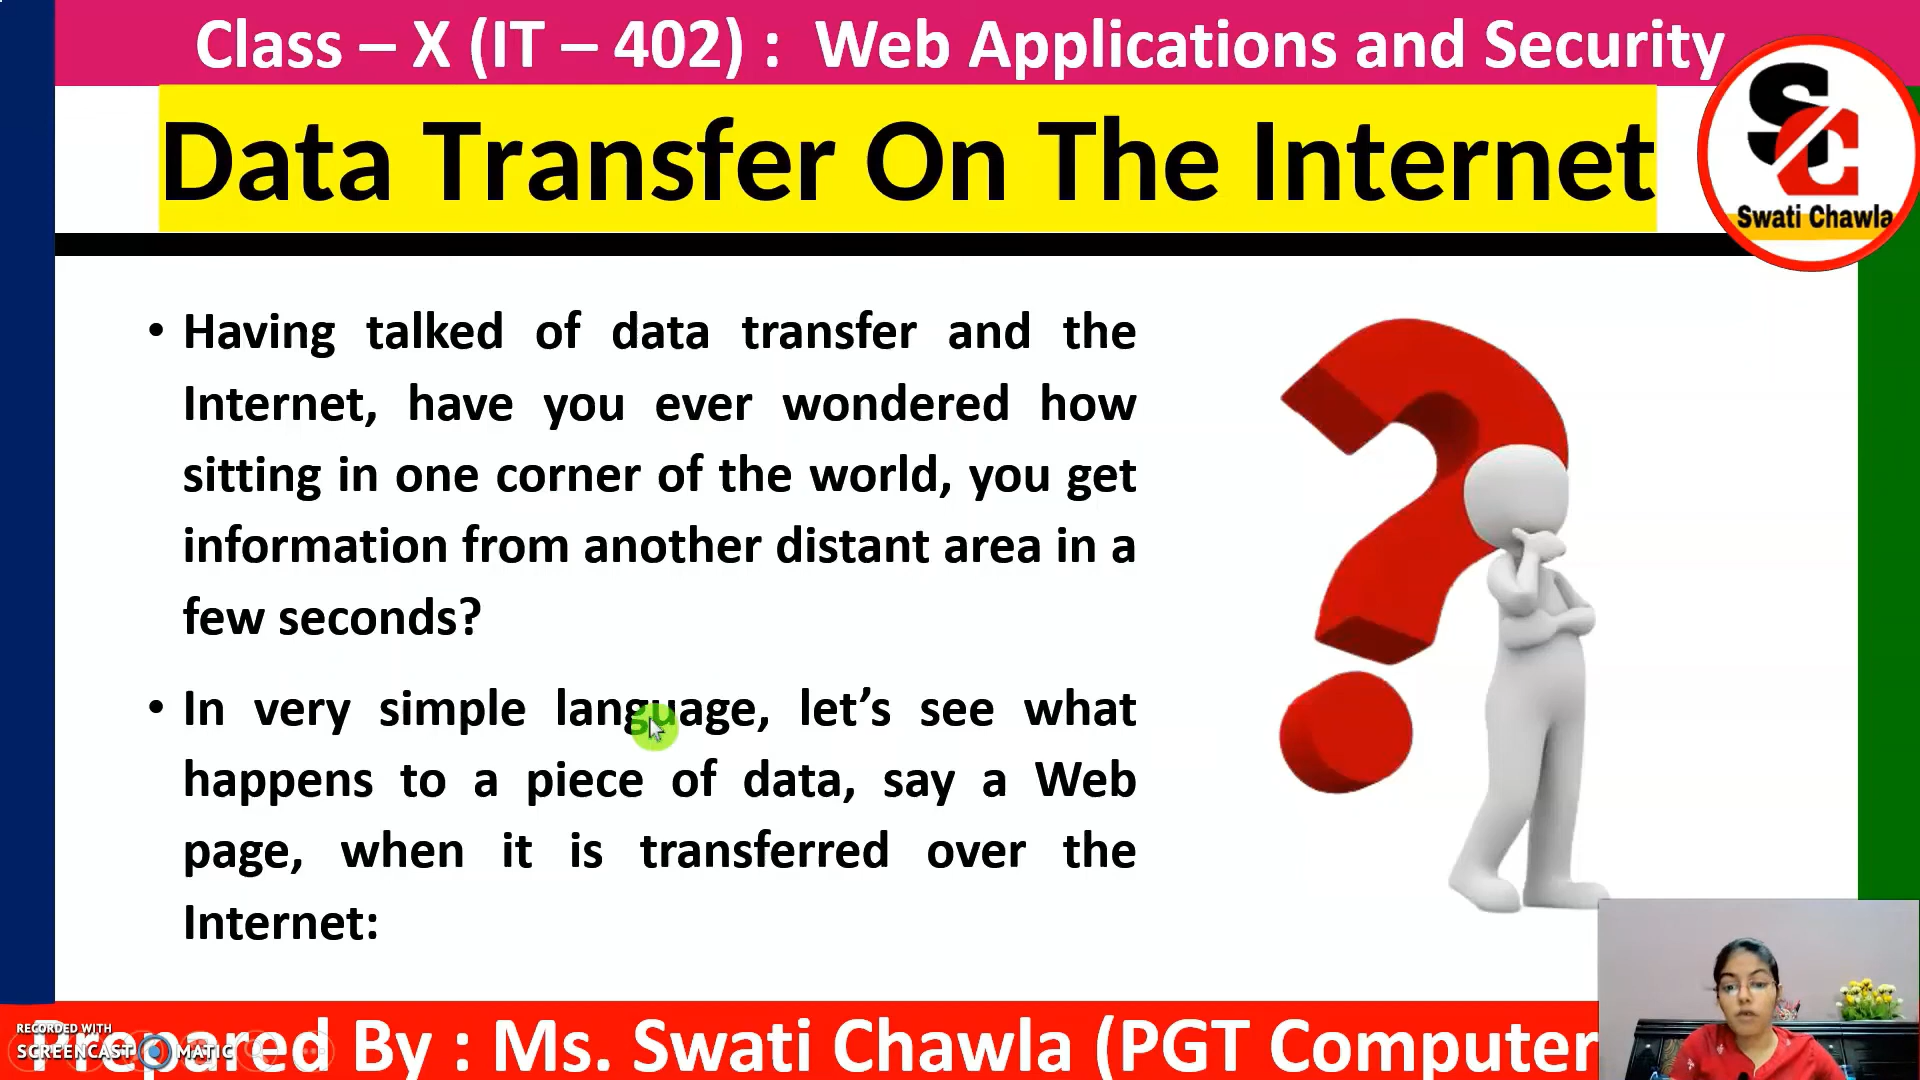 Class – X (IT – 402) :  Web Applications and Security
Data Transfer On The Internet
SC
Swati Chawla
• Having talked of data transfer and the
Internet, have you ever wondered how
sitting in one corner of the world, you get
information from another distant area in a
few seconds?
• In very simple language, let’s see what
happens to a piece of data, say a Web
page, when it is transferred over the
Internet:
Prepared By : Ms. Swati Chawla (PGT Computer
RECORDED WITH
SCREENCAST MATIC